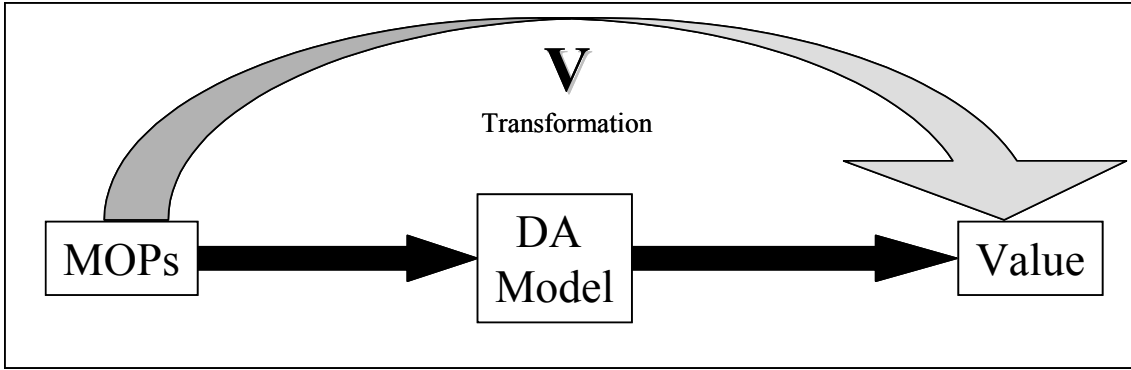 V
Transformation
MOPs
DA
Model
Value